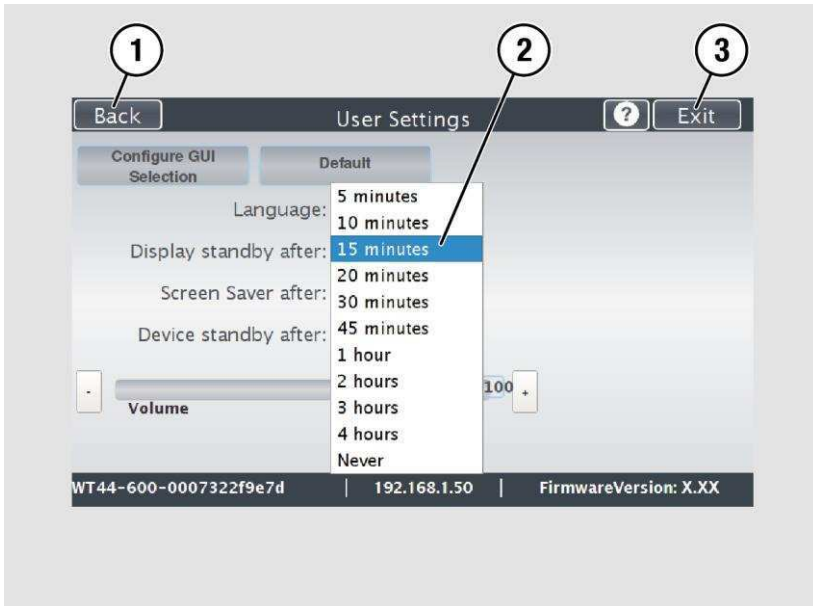 1
2
3
Back
User Settings
?
Exit
Configure GUI
Selection
Default
Language:
Display standby after:
Screen Saver after:
Device standby after:
5 minutes
10 minutes
15 minutes
20 minutes
30 minutes
45 minutes
1 hour
2 hours
3 hours
4 hours
Never
-
100
+
Volume
WT44-600-0007322f9e7d | 192.168.1.50 | FirmwareVersion: X.XX